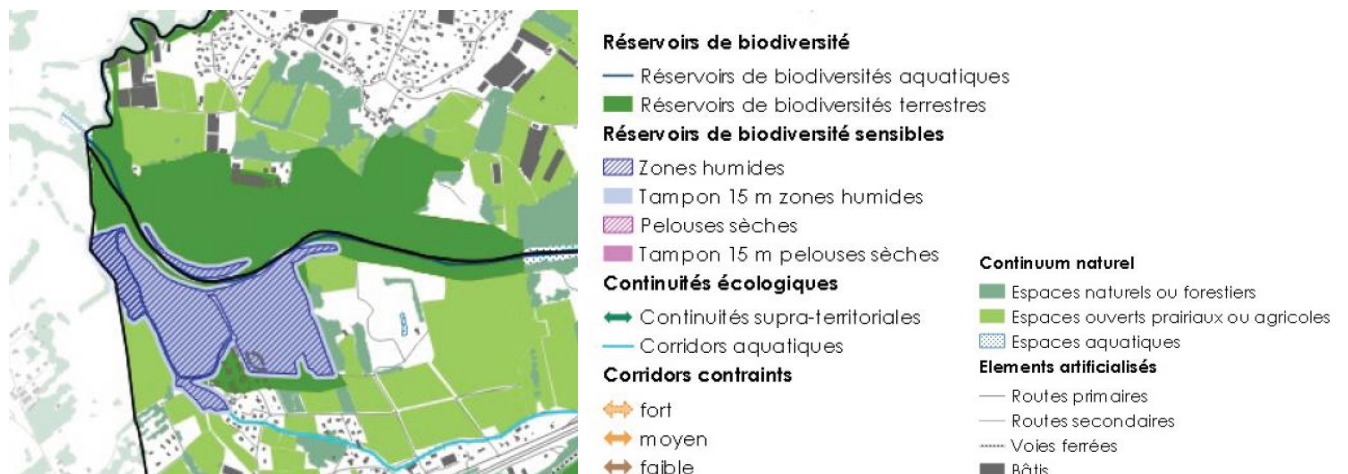 Réservoirs de biodiversité
Réservoirs de biodiversités aquatiques
Réservoirs de biodiversités terrestres
Réservoirs de biodiversité sensibles
Zones humides
Tampon 15 m zones humides
Pelouses sèches
Tampon 15 m pelouses sèches
Continuités écologiques
Continuités supra-territoriales
Corridors aquatiques
Corridors contraints
fort
moyen
faible
Continuum naturel
Espaces naturels ou forestiers
Espaces ouverts prairiaux ou agricoles
Espaces aquatiques
Elements artificialisés
Routes primaires
Routes secondaires
Voies ferrées
Bâtis